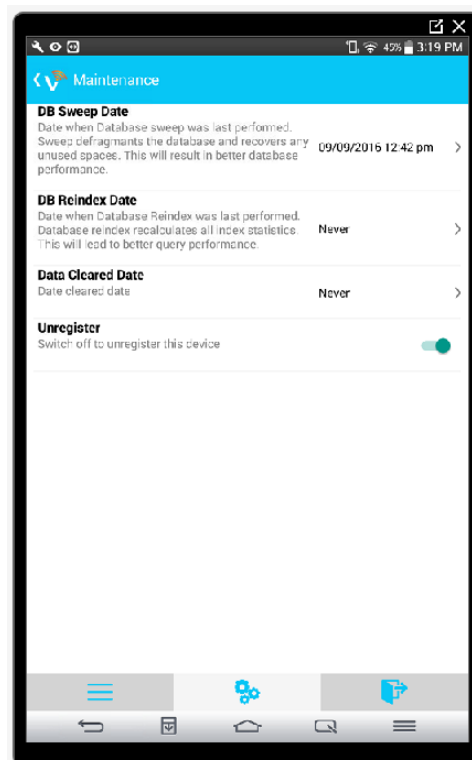 45% 3:19 PM
Maintenance
DB Sweep Date
Date when Database sweep was last performed.
Sweep defragmants the database and recovers any
unused spaces. This will result in better database
performance.
09/09/2016 12:42 pm
DB Reindex Date
Date when Database Reindex was last performed.
Database reindex recalculates all index statistics.
This will lead to better query performance.
Never
Data Cleared Date
Date cleared date
Never
Unregister
Switch off to unregister this device